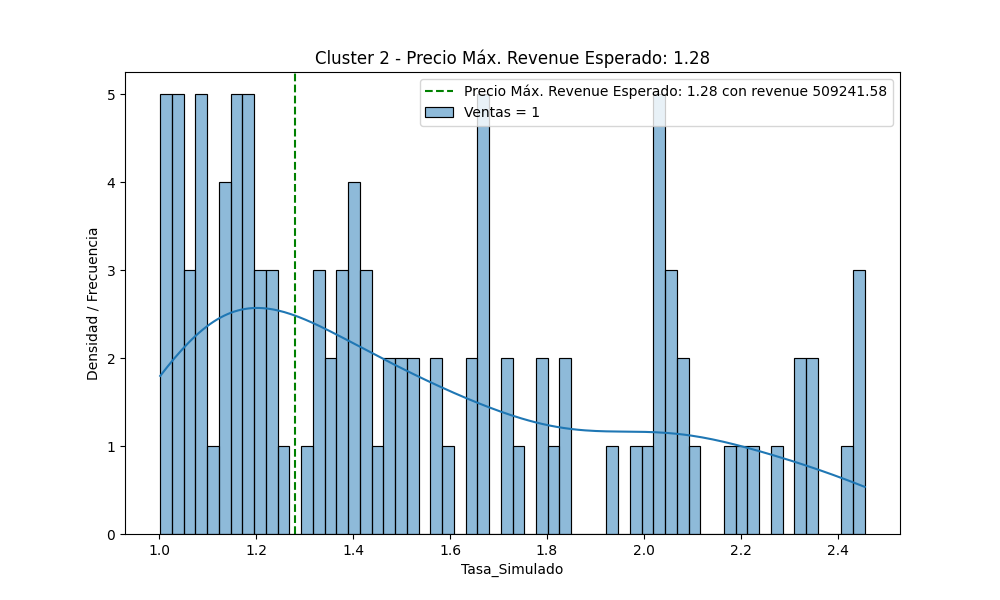 Cluster 2 - Precio Máx. Revenue Esperado: 1.28
Precio Máx. Revenue Esperado: 1.28 con revenue 509241.58
Ventas = 1
Densidad / Frecuencia
5
4
3
2
1
0
1.0 1.2 1.4 1.6 1.8 2.0 2.2 2.4
Tasa_Simulado